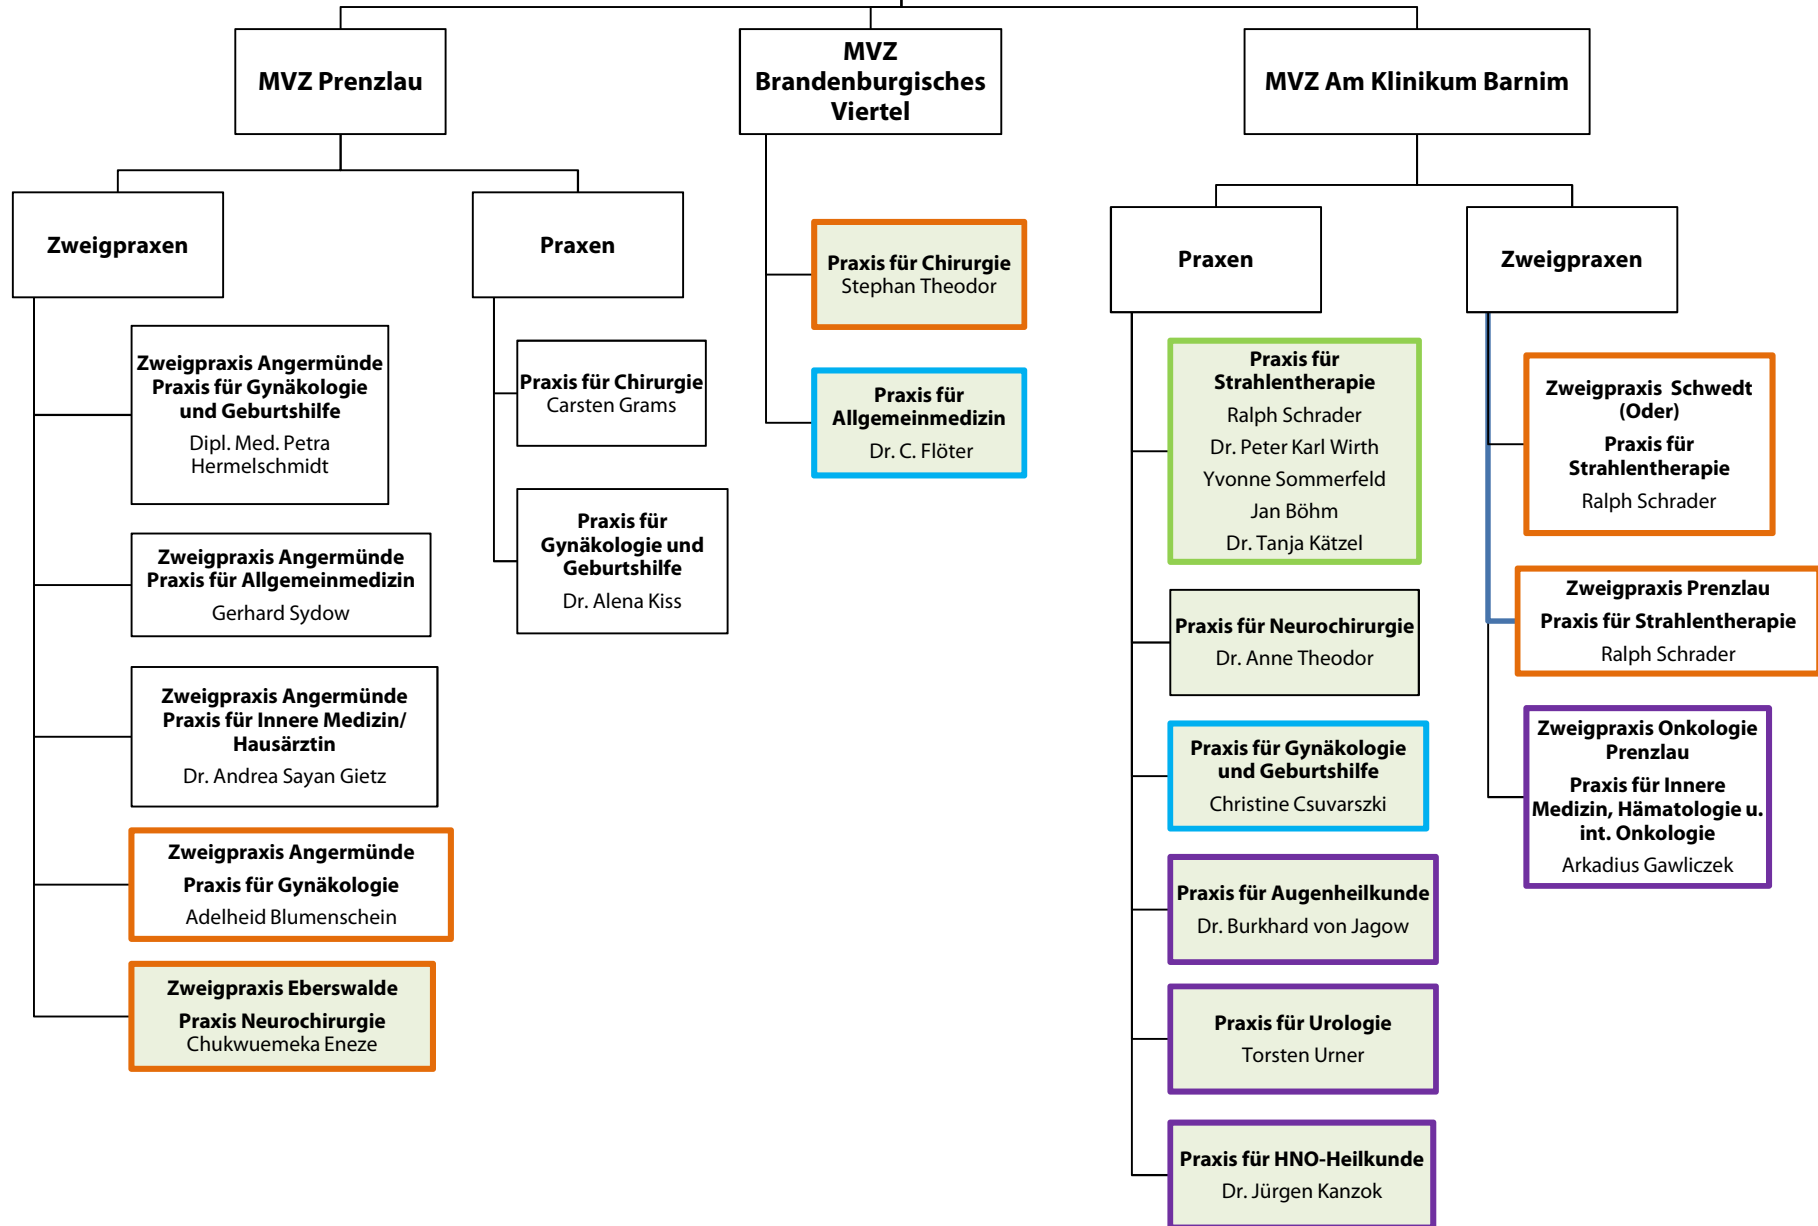 MVZ Prenzlau
MVZ
Brandenburgisches
Viertel
MVZ Am Klinikum Barnim
Zweigpraxen
Praxen
Zweigpraxis Angermünde
Praxis für Gynäkologie
und Geburtshilfe
Dipl. Med. Petra
Hermelschmidt
Zweigpraxis Angermünde
Praxis für Allgemeinmedizin
Gerhard Sydow
Zweigpraxis Angermünde
Praxis für Innere Medizin/
Hausärztin
Dr. Andrea Sayan Gietz
Zweigpraxis Angermünde
Praxis für Gynäkologie
Adelheid Blumenschein
Zweigpraxis Eberswalde
Praxis Neurochirurgie
Chukwuemeka Eneze
Praxis für Chirurgie
Carsten Grams
Praxis für
Gynäkologie und
Geburtshilfe
Dr. Alena Kiss
Praxis für Chirurgie
Stephan Theodor
Praxis für
Allgemeinmedizin
Dr. C. Flöter
Praxen
Zweigpraxen
Praxis für
Strahlentherapie
Ralph Schrader
Dr. Peter Karl Wirth
Yvonne Sommerfeld
Jan Böhm
Dr. Tanja Kätzel
Praxis für Neurochirurgie
Dr. Anne Theodor
Praxis für Gynäkologie
und Geburtshilfe
Christine Csuvarszki
Praxis für Augenheilkunde
Dr. Burkhard von Jagow
Praxis für Urologie
Torsten Urner
Praxis für HNO-Heilkunde
Dr. Jürgen Kanzok
Zweigpraxis Schwedt
(Oder)
Praxis für
Strahlentherapie
Ralph Schrader
Zweigpraxis Prenzlau
Praxis für Strahlentherapie
Ralph Schrader
Zweigpraxis Onkologie
Prenzlau
Praxis für Innere
Medizin, Hämatologie u.
int. Onkologie
Arkadius Gawliczek